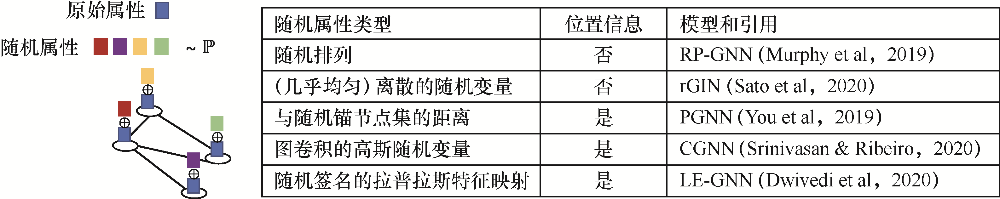 原始属性
随机属性 ~ ℙ
随机属性类型 位置信息 模型和引用
随机排列 否 RP-GNN (Murphy et al，2019)
(几乎均匀) 离散的随机变量 否 rGIN (Sato et al，2020)
与随机锚节点集的距离 是 PGNN (You et al，2019)
图卷积的高斯随机变量 是 CGNN (Srinivasan & Ribeiro，2020)
随机签名的拉普拉斯特征映射 是 LE-GNN (Dwivedi et al，2020)